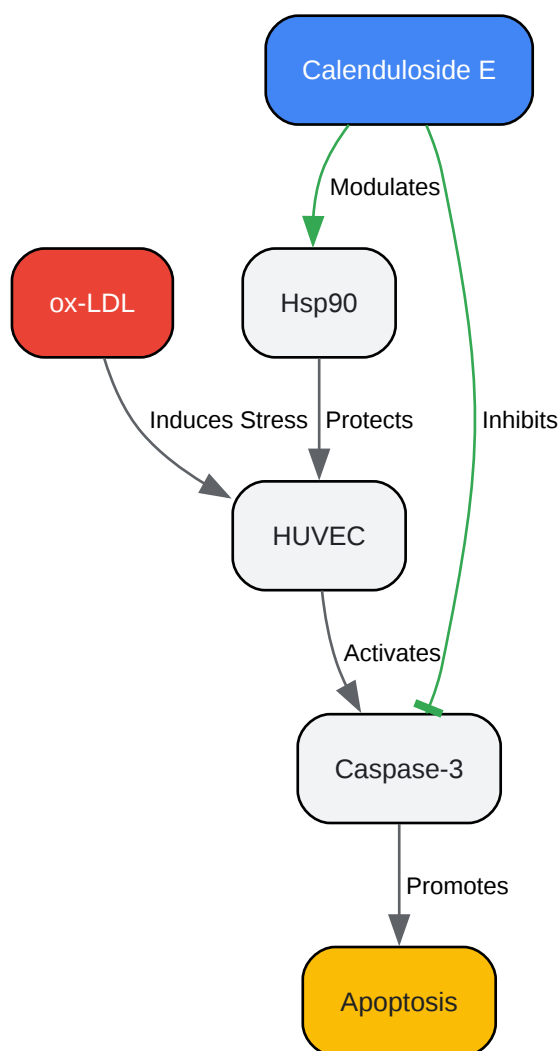 Calenduloside E
Modulates
ox-LDL
Hsp90
Induces Stress
Protects
Inhibits
HUVEC
Activates
Caspase-3
Promotes
Apoptosis